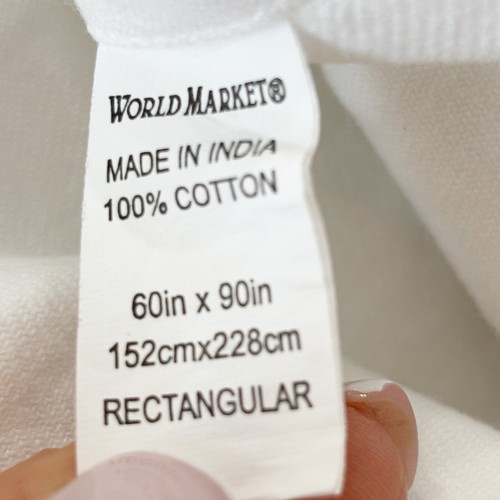 WORLD MARKET®
MADE IN INDIA
100% COTTON
60in x 90in
152cmx228cm
RECTANGULAR